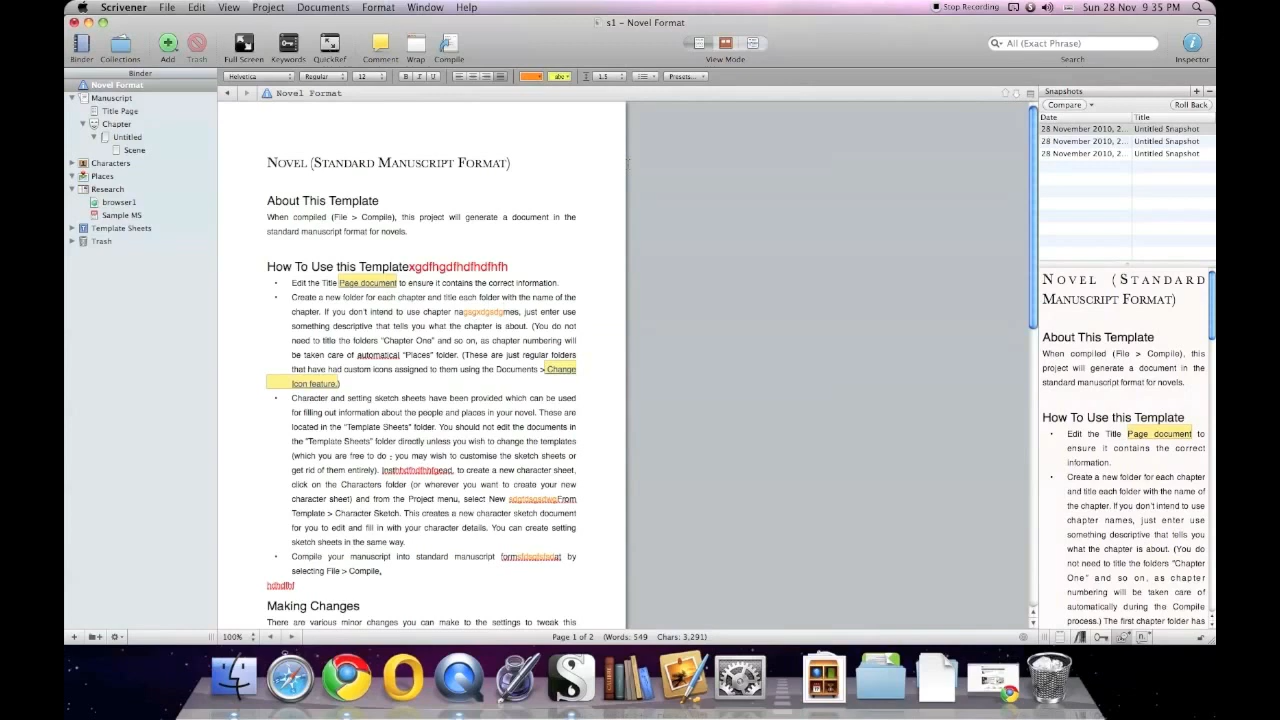 Scrivener File Edit View Project Documents Format Window Help Stop Recording Sun 28 Nov 9:35 PM
s1 – Novel Format
All (Exact Phrase)
Binder Collections Add Trash Full Screen Keywords QuickRef Comment Wrap Compile View Mode Search Inspector
Binder Helvetica Regular 12 B I U abc 1.5 Presets...
Novel Format
Manuscript
Title Page
Chapter
Untitled
Scene
Characters
Places
Research
browser1
Sample MS
Template Sheets
Trash
Novel Format
Novel (Standard Manuscript Format)
About This Template
When compiled (File > Compile), this project will generate a document in the
standard manuscript format for novels.
How To Use this Templatexgdfhgdfhdfhdfhfh
• Edit the Title Page document to ensure it contains the correct information.
• Create a new folder for each chapter and title each folder with the name of the
chapter. If you don't intend to use chapter nagsgxdgsdgmes, just enter use
something descriptive that tells you what the chapter is about. (You do not
need to title the folders "Chapter One" and so on, as chapter numbering will
be taken care of automatical "Places" folder. (These are just regular folders
that have had custom icons assigned to them using the Documents > Change
Icon feature.)
• Character and setting sketch sheets have been provided which can be used
for filling out information about the people and places in your novel. These are
located in the "Template Sheets" folder. You should not edit the documents in
the "Template Sheets" folder directly unless you wish to change the templates
(which you are free to do - you may wish to customise the sketch sheets or
get rid of them entirely). to create a new character sheet,
click on the Characters folder (or wherever you want to create your new
character sheet) and from the Project menu, select New
Template > Character Sketch. This creates a new character sketch document
for you to edit and fill in with your character details. You can create setting
sketch sheets in the same way.
• Compile your manuscript into standard manuscript by
selecting File > Compile.
hdhdfhf
Making Changes
There are various minor changes you can make to the settings to tweak this
100% Page 1 of 2 (Words: 549 Chars: 3,291)
Snapshots
Compare Roll Back
Date Title
28 November 2010, 2... Untitled Snapshot
28 November 2010, 2... Untitled Snapshot
28 November 2010, 2... Untitled Snapshot
Novel (Standard
Manuscript Format)
About This Template
When compiled (File > Compile), this
project will generate a document in the
standard manuscript format for novels.
How To Use this Template
• Edit the Title Page document to
ensure it contains the correct
information.
• Create a new folder for each chapter
and title each folder with the name of
the chapter. If you don't intend to use
chapter names, just enter use
something descriptive that tells you
what the chapter is about. (You do
not need to title the folders "Chapter
One" and so on, as chapter
numbering will be taken care of
automatically during the Compile
process.) The first chapter folder has